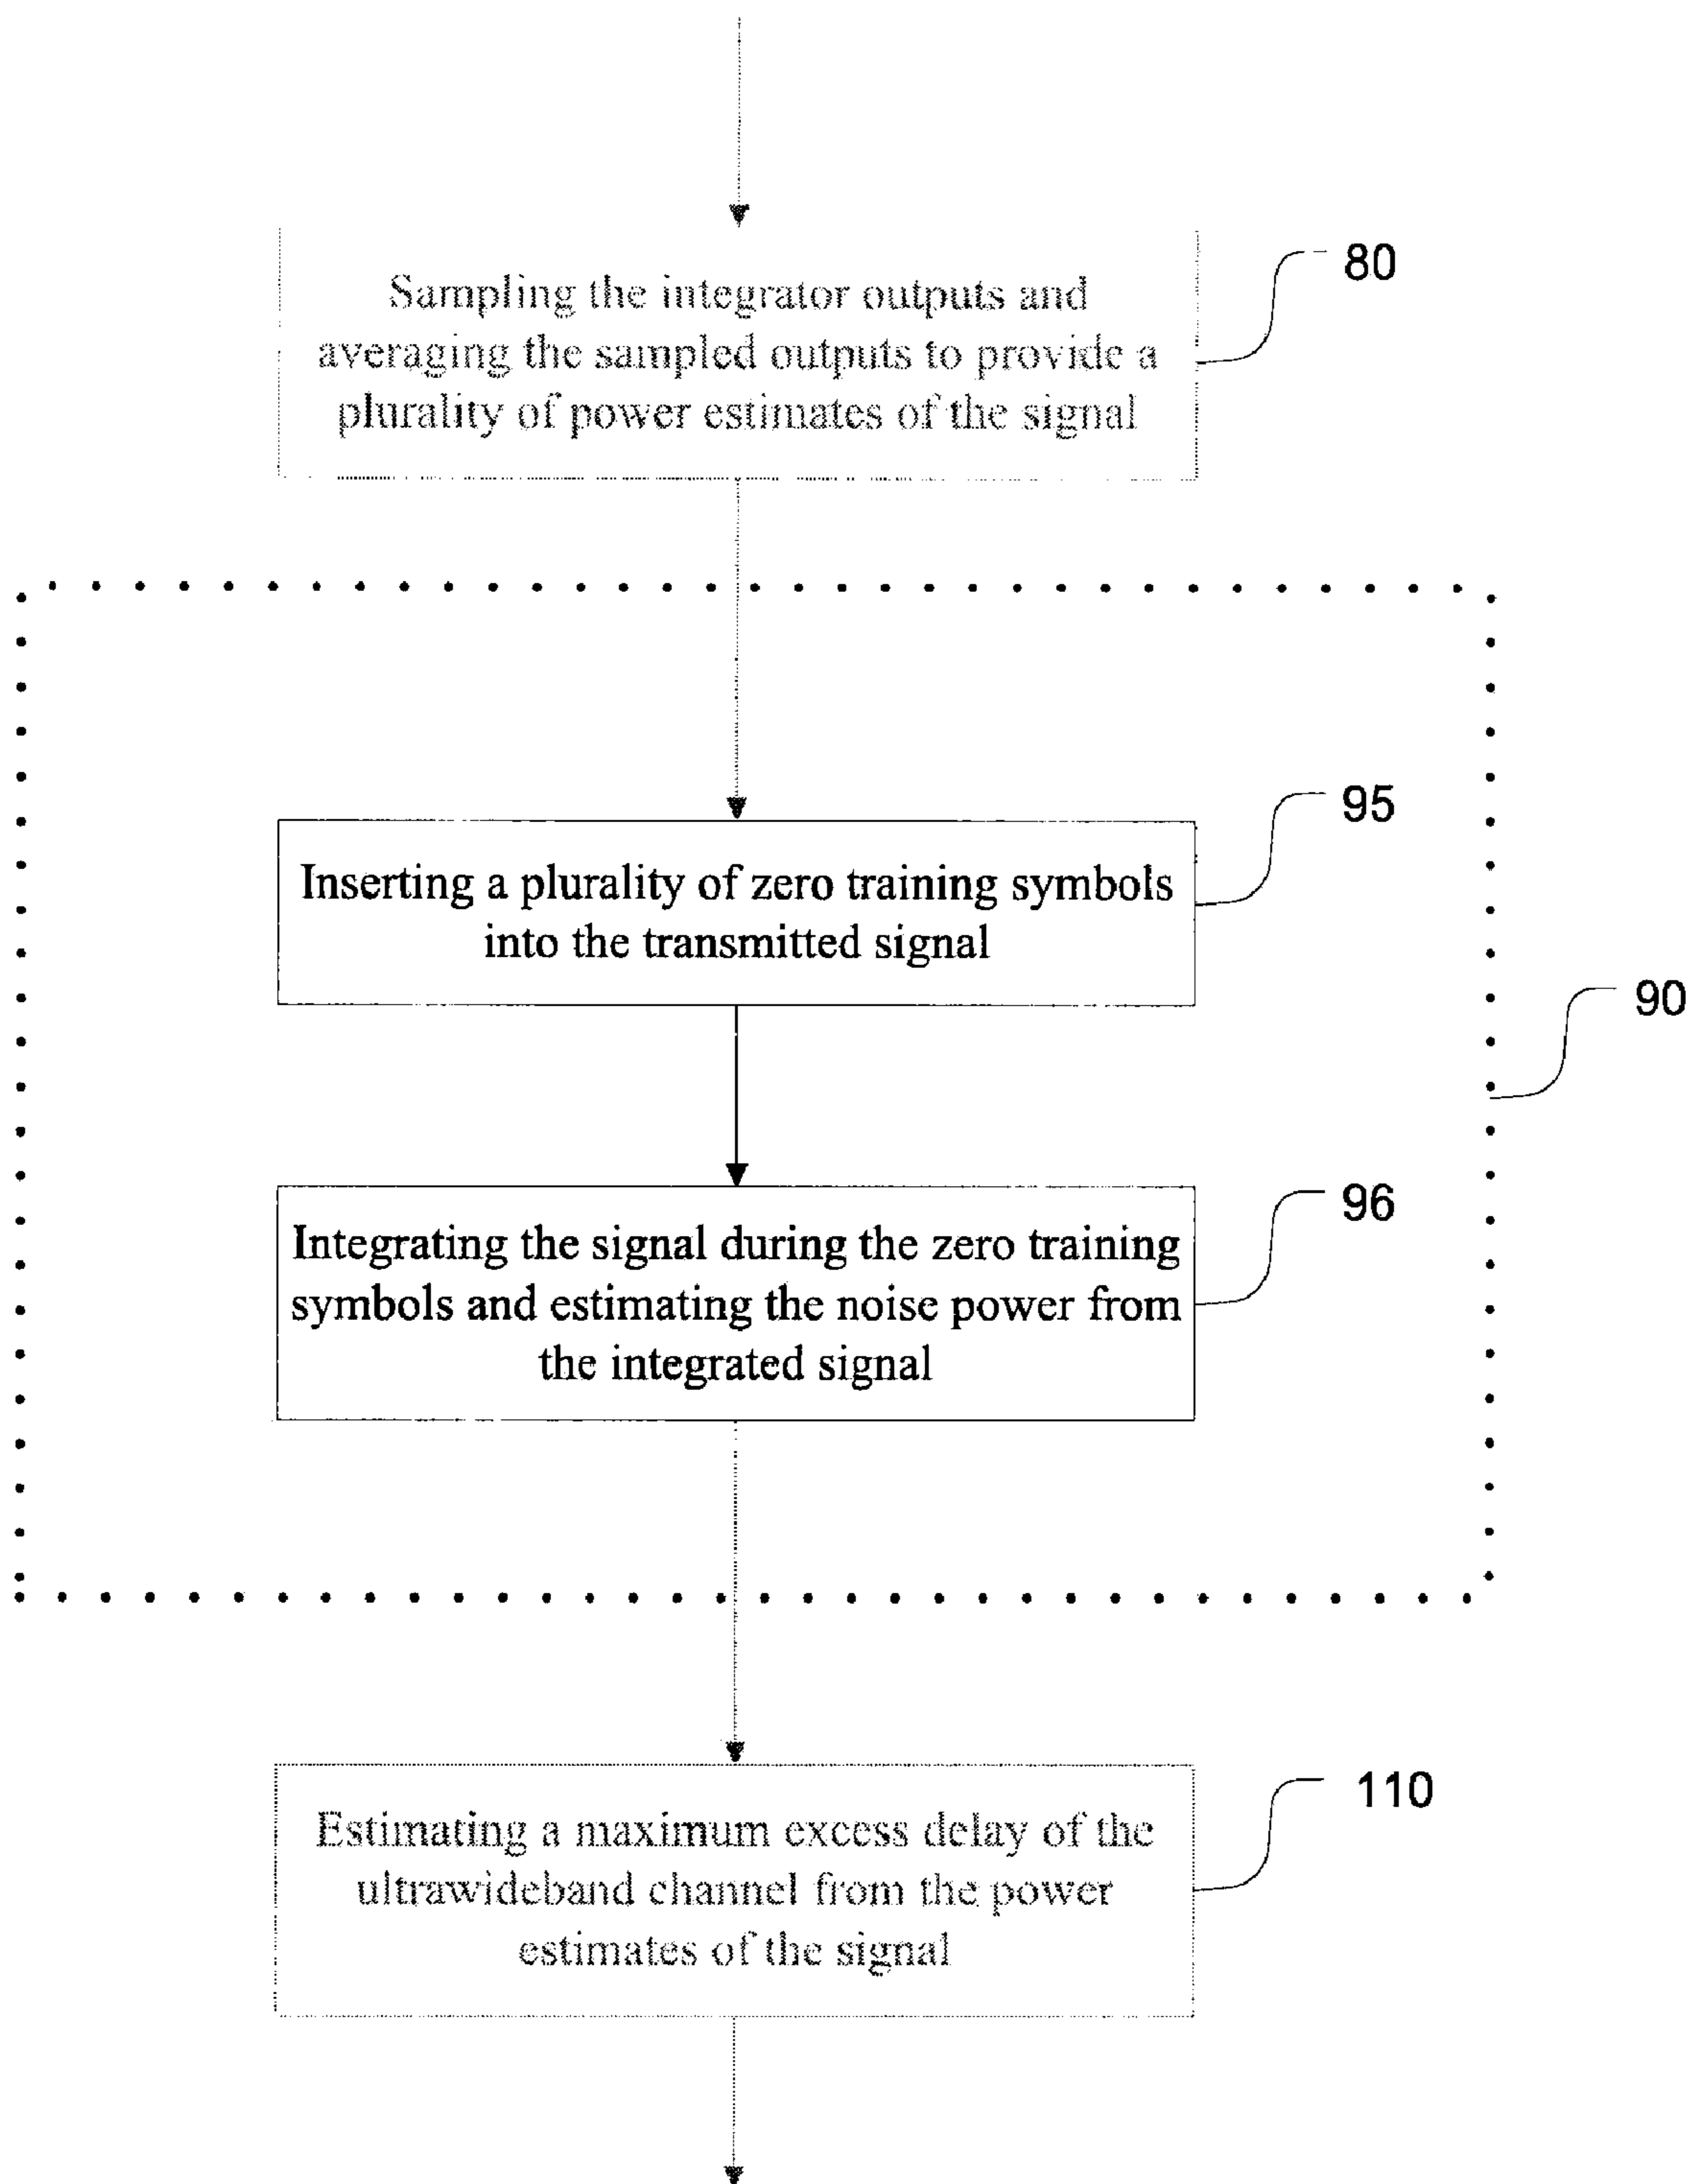 80
Sampling the integrator outputs and
averaging the sampled outputs to provide a
plurality of power estimates of the signal
95
Inserting a plurality of zero training symbols
into the transmitted signal
90
96
Integrating the signal during the zero training
symbols and estimating the noise power from
the integrated signal
110
Estimating a maximum excess delay of the
ultrawideband channel from the power
estimates of the signal